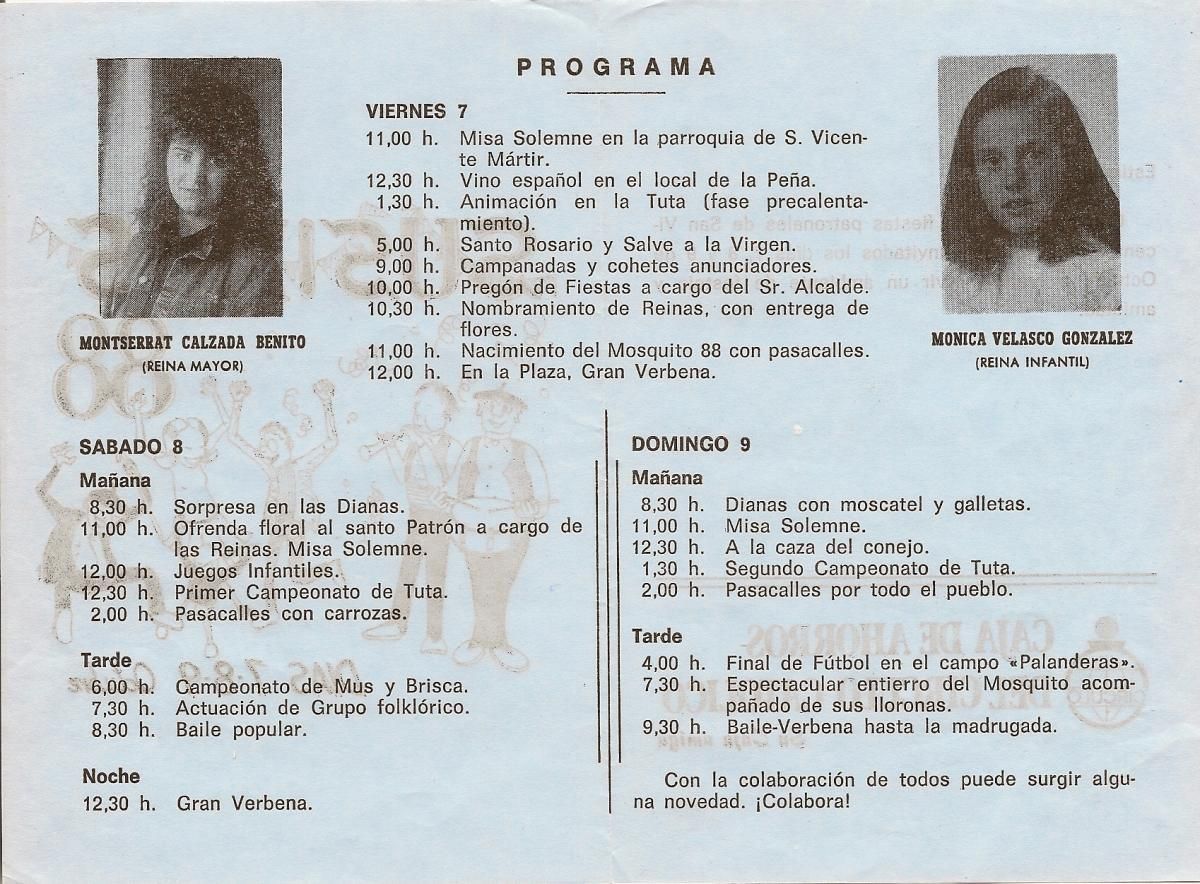 PROGRAMA
VIERNES 7
11,00 h. Misa Solemne en la parroquia de S. Vicen-
te Mártir.
12,30 h. Vino español en el local de la Peña.
1,30 h. Animación en la Tuta (fase precalenta-
miento).
5,00 h. Santo Rosario y Salve a la Virgen.
9,00 h. Campanadas y cohetes anunciadores.
10,00 h. Pregón de Fiestas a cargo del Sr. Alcalde.
10,30 h. Nombramiento de Reinas, con entrega de
flores.
11,00 h. Nacimiento del Mosquito 88 con pasacalles.
12,00 h. En la Plaza, Gran Verbena.
MONTSERRAT CALZADA BENITO
(REINA MAYOR)
MONICA VELASCO GONZALEZ
(REINA INFANTIL)
SABADO 8
Mañana
8,30 h. Sorpresa en las Dianas.
11,00 h. Ofrenda floral al santo Patrón a cargo de
las Reinas. Misa Solemne.
12,00 h. Juegos Infantiles.
12,30 h. Primer Campeonato de Tuta.
2,00 h. Pasacalles con carrozas.
Tarde
6,00 h. Campeonato de Mus y Brisca.
7,30 h. Actuación de Grupo folklórico.
8,30 h. Baile popular.
Noche
12,30 h. Gran Verbena.
DOMINGO 9
Mañana
8,30 h. Dianas con moscatel y galletas.
11,00 h. Misa Solemne.
12,30 h. A la caza del conejo.
1,30 h. Segundo Campeonato de Tuta.
2,00 h. Pasacalles por todo el pueblo.
Tarde
4,00 h. Final de Fútbol en el campo «Palanderas».
7,30 h. Espectacular entierro del Mosquito acom-
pañado de sus lloronas.
9,30 h. Baile-Verbena hasta la madrugada.
Con la colaboración de todos puede surgir algu-
na novedad. ¡Colabora!